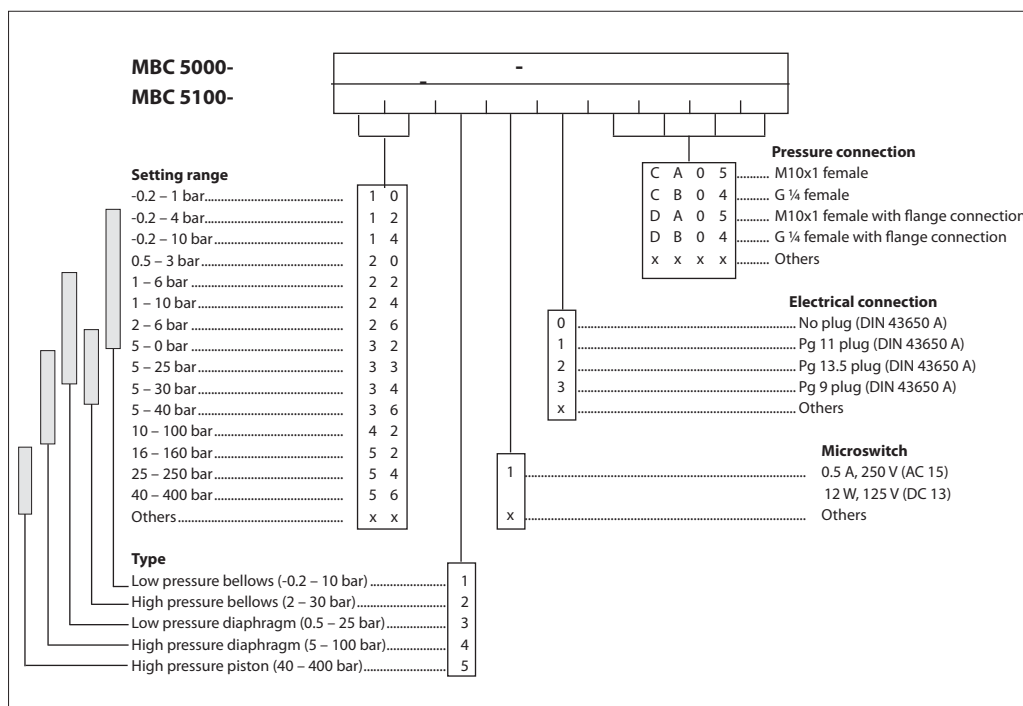 MBC 5000-
MBC 5100-
- -
Pressure connection
C A 0 5 .......... M10x1 female
C B 0 4 .......... G ¼ female
D A 0 5 .......... M10x1 female with flange connection
D B 0 4 .......... G ¼ female with flange connection
x x x x .......... Others
Setting range
-0.2 – 1 bar .......... 1 0
-0.2 – 4 bar .......... 1 2
-0.2 – 10 bar .......... 1 4
0.5 – 3 bar .......... 2 0
1 – 6 bar .......... 2 2
1 – 10 bar .......... 2 4
2 – 6 bar .......... 2 6
5 – 0 bar .......... 3 2
5 – 25 bar .......... 3 3
5 – 30 bar .......... 3 4
5 – 40 bar .......... 3 6
10 – 100 bar .......... 4 2
16 – 160 bar .......... 5 2
25 – 250 bar .......... 5 4
40 – 400 bar .......... 5 6
Others .......... x x
Electrical connection
0 .......... No plug (DIN 43650 A)
1 .......... Pg 11 plug (DIN 43650 A)
2 .......... Pg 13.5 plug (DIN 43650 A)
3 .......... Pg 9 plug (DIN 43650 A)
x .......... Others
Microswitch
1 .......... 0.5 A, 250 V (AC 15)
12 W, 125 V (DC 13)
x .......... Others
Type
Low pressure bellows (-0.2 – 10 bar) .......... 1
High pressure bellows (2 – 30 bar) .......... 2
Low pressure diaphragm (0.5 – 25 bar) .......... 3
High pressure diaphragm (5 – 100 bar) .......... 4
High pressure piston (40 – 400 bar) .......... 5